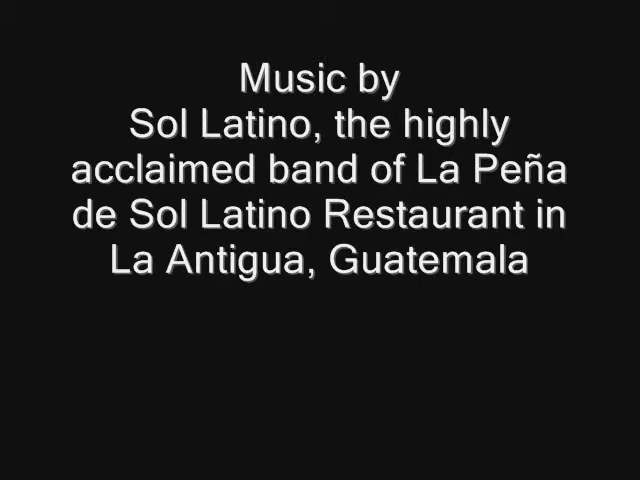 Music by
Sol Latino, the highly
acclaimed band of La Peña
de Sol Latino Restaurant in
La Antigua, Guatemala